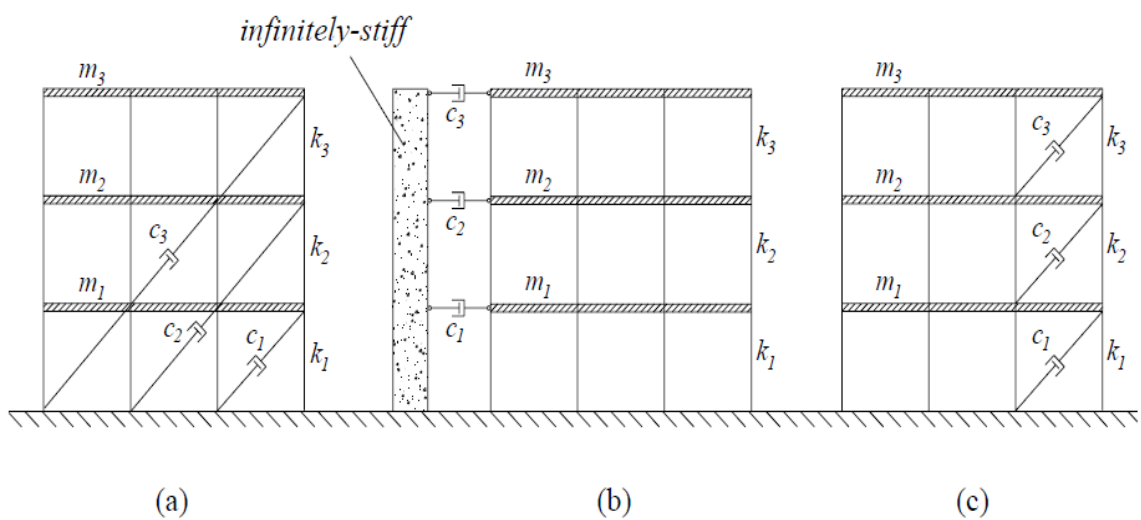 infinitely-stiff
m3 m3 m3
c3 k3 k3 c3 k3
m2 m2 m2
c3 k2 c2 k2 c2 k2
m1 m1 m1
c2 c1 k1 c1 k1 c1 k1
(a) (b) (c)